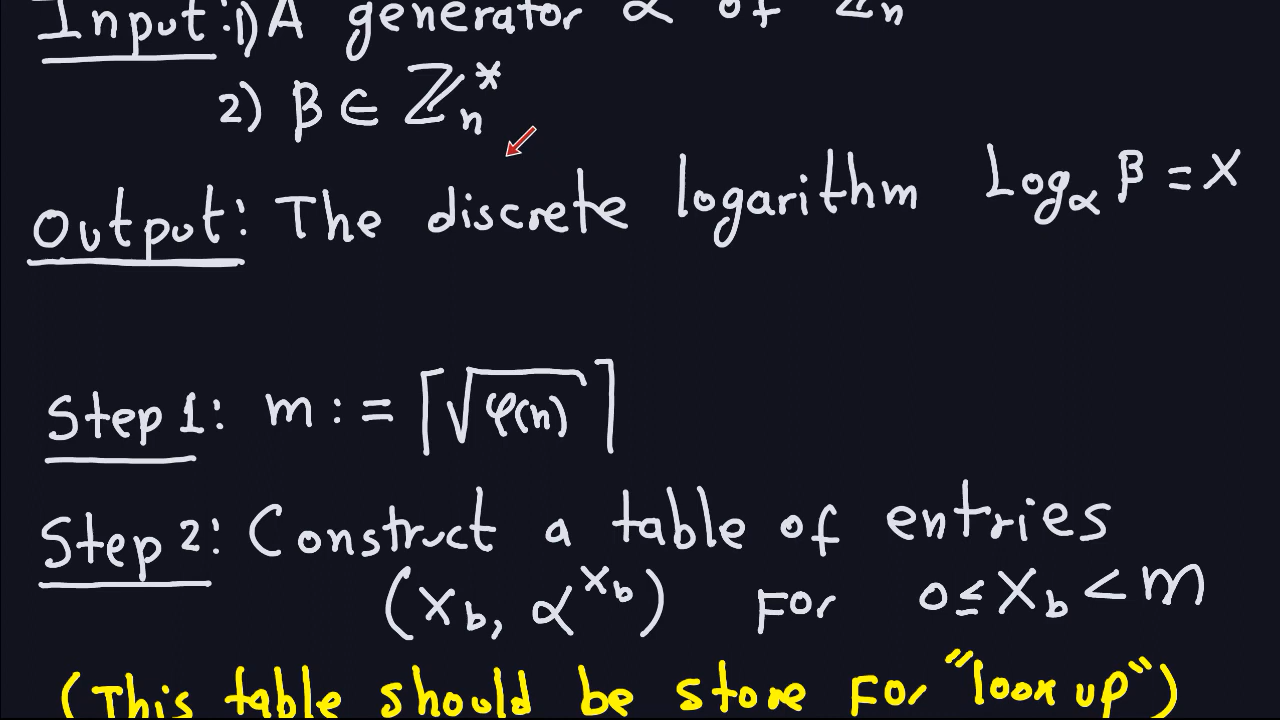 Input: 1) A generator α of ℤn
2) β ∈ ℤn*
Output: The discrete logarithm Logα β = x
Step 1: m := ⌈√φ(n)⌉
Step 2: Construct a table of entries
(xb, α^xb) For 0 ≤ xb < m
(This table should be store For "look up")